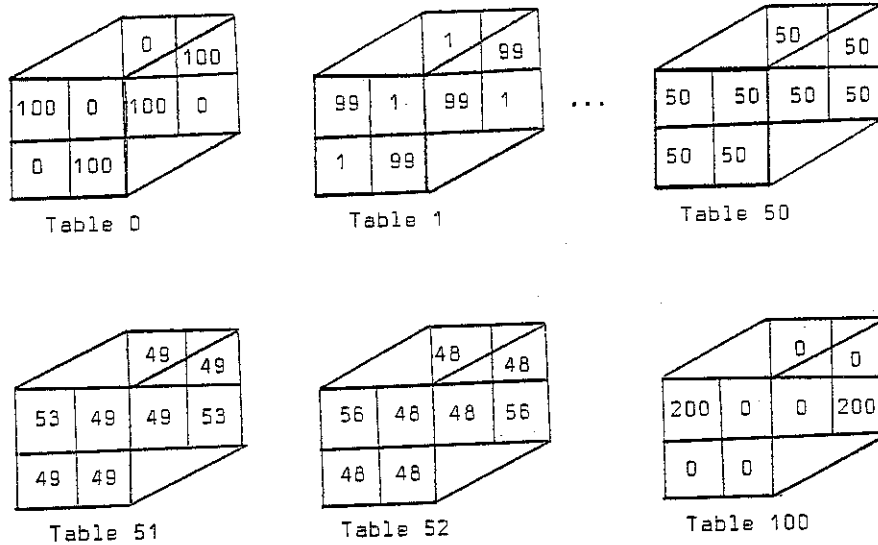 0 1 50
100 99 50
100 0 100 0 99 1 99 1 ... 50 50 50 50
0 100 1 99 50 50
Table 0 Table 1 Table 50
49 48 0
49 48 0
53 49 49 53 56 48 48 56 200 0 0 200
49 49 48 48 0 0
Table 51 Table 52 Table 100